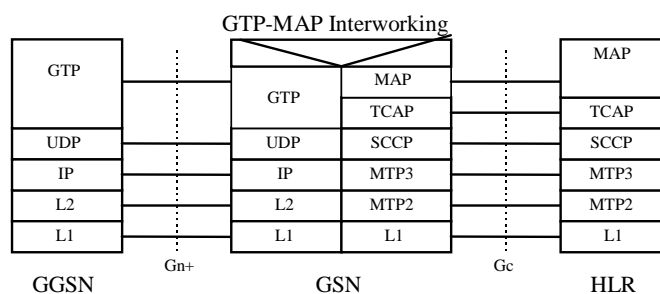 GTP-MAP Interworking
GTP
GTP
MAP
MAP
TCAP
TCAP
UDP
UDP
SCCP
SCCP
IP
IP
MTP3
MTP3
L2
L2
MTP2
MTP2
L1
L1
L1
L1
Gn+
Gc
GGSN
GSN
HLR